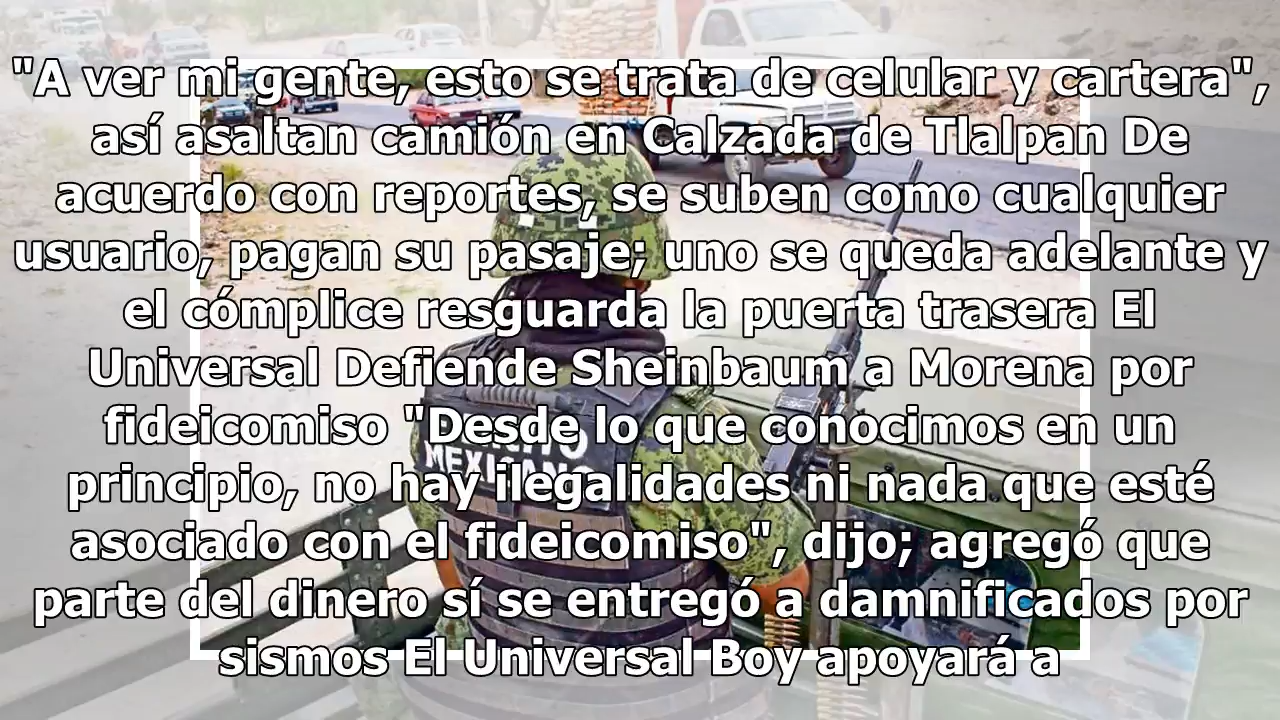 "A ver mi gente, esto se trata de celular y cartera",
así asaltan camión en Calzada de Tlalpan De
acuerdo con reportes, se suben como cualquier
usuario, pagan su pasaje; uno se queda adelante y
el cómplice resguarda la puerta trasera El
Universal Defiende Sheinbaum a Morena por
fideicomiso "Desde lo que conocimos en un
principio, no hay ilegalidades ni nada que esté
asociado con el fideicomiso", dijo; agregó que
parte del dinero sí se entregó a damnificados por
sismos El Universal Boy apoyará a